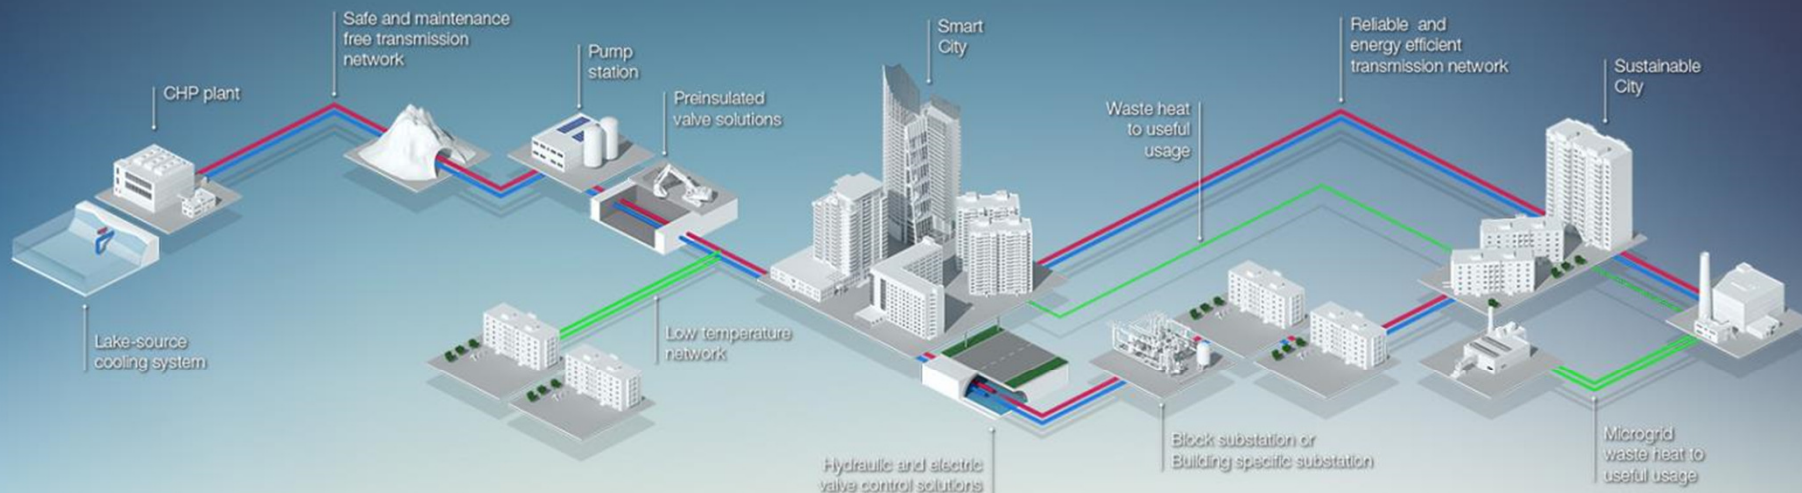 CHP plant
Safe and maintenance
free transmission
network
Pump
station
Preinsulated
valve solutions
Smart
City
Waste heat
to useful
usage
Reliable and
energy efficient
transmission network
Sustainable
City
Lake-source
cooling system
Low temperature
network
Hydraulic and electric
valve control solutions
Block substation or
Building specific substation
Microgrid
waste heat to
useful usage